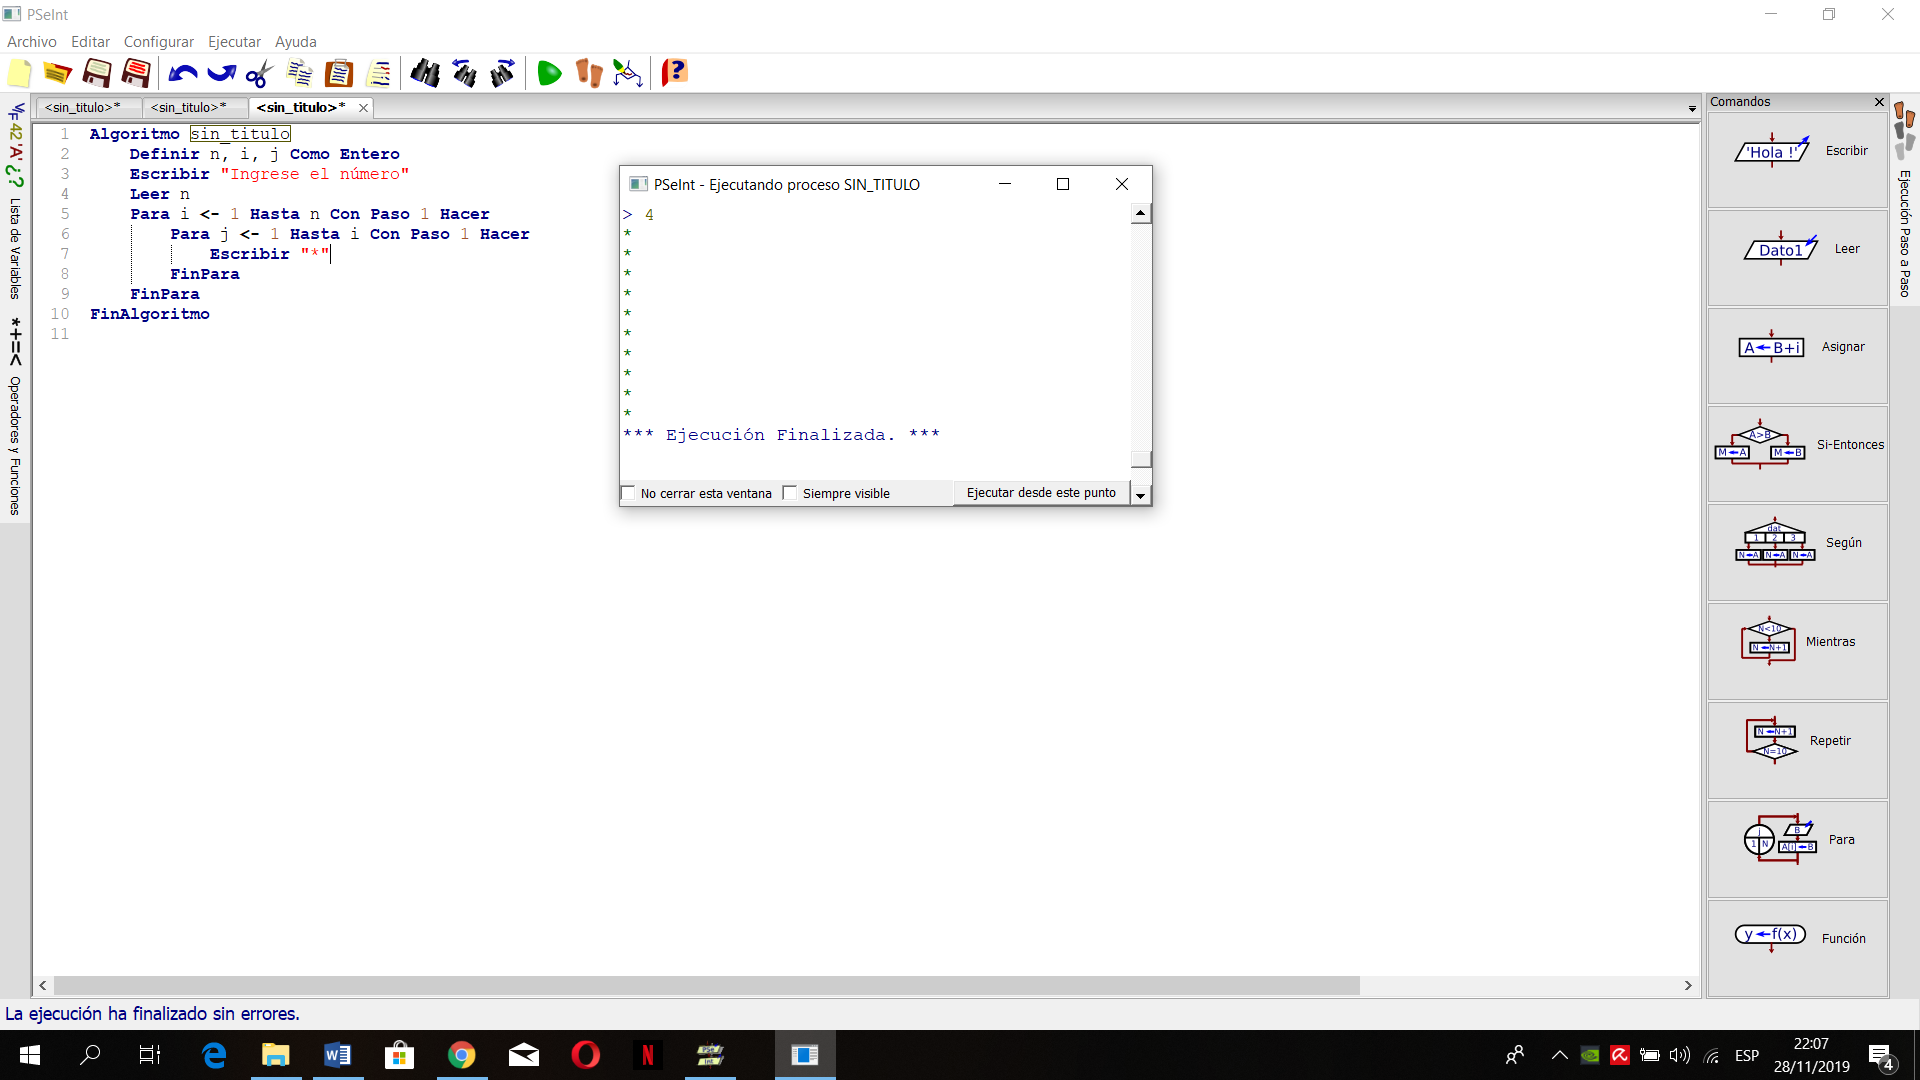 PSeInt
Archivo Editar Configurar Ejecutar Ayuda
<sin_titulo>* <sin_titulo>* <sin_titulo>*
1 Algoritmo sin_titulo
2 Definir n, i, j Como Entero
3 Escribir "Ingrese el número"
4 Leer n
5 Para i <- 1 Hasta n Con Paso 1 Hacer
6 Para j <- 1 Hasta i Con Paso 1 Hacer
7 Escribir "*"
8 FinPara
9 FinPara
10 FinAlgoritmo
11
Lista de Variables
*+=<
Operadores y Funciones
PSeInt - Ejecutando proceso SIN_TITULO
> 4
*
*
*
*
*
*
*
*
*
*
*** Ejecución Finalizada. ***
No cerrar esta ventana Siempre visible Ejecutar desde este punto
Comandos
'Hola !' Escribir
Dato1 Leer
A←B+i Asignar
A>B
M←A M←B
Si-Entonces
dat
1 2 3
N←A N←A N←A
Según
N<10
N←N+1
Mientras
N←N+1
N=10
Repetir
B
1 N A[i]←B
Para
y←f(x) Función
Ejecución Paso a Paso
La ejecución ha finalizado sin errores.
ESP
22:07
28/11/2019
4